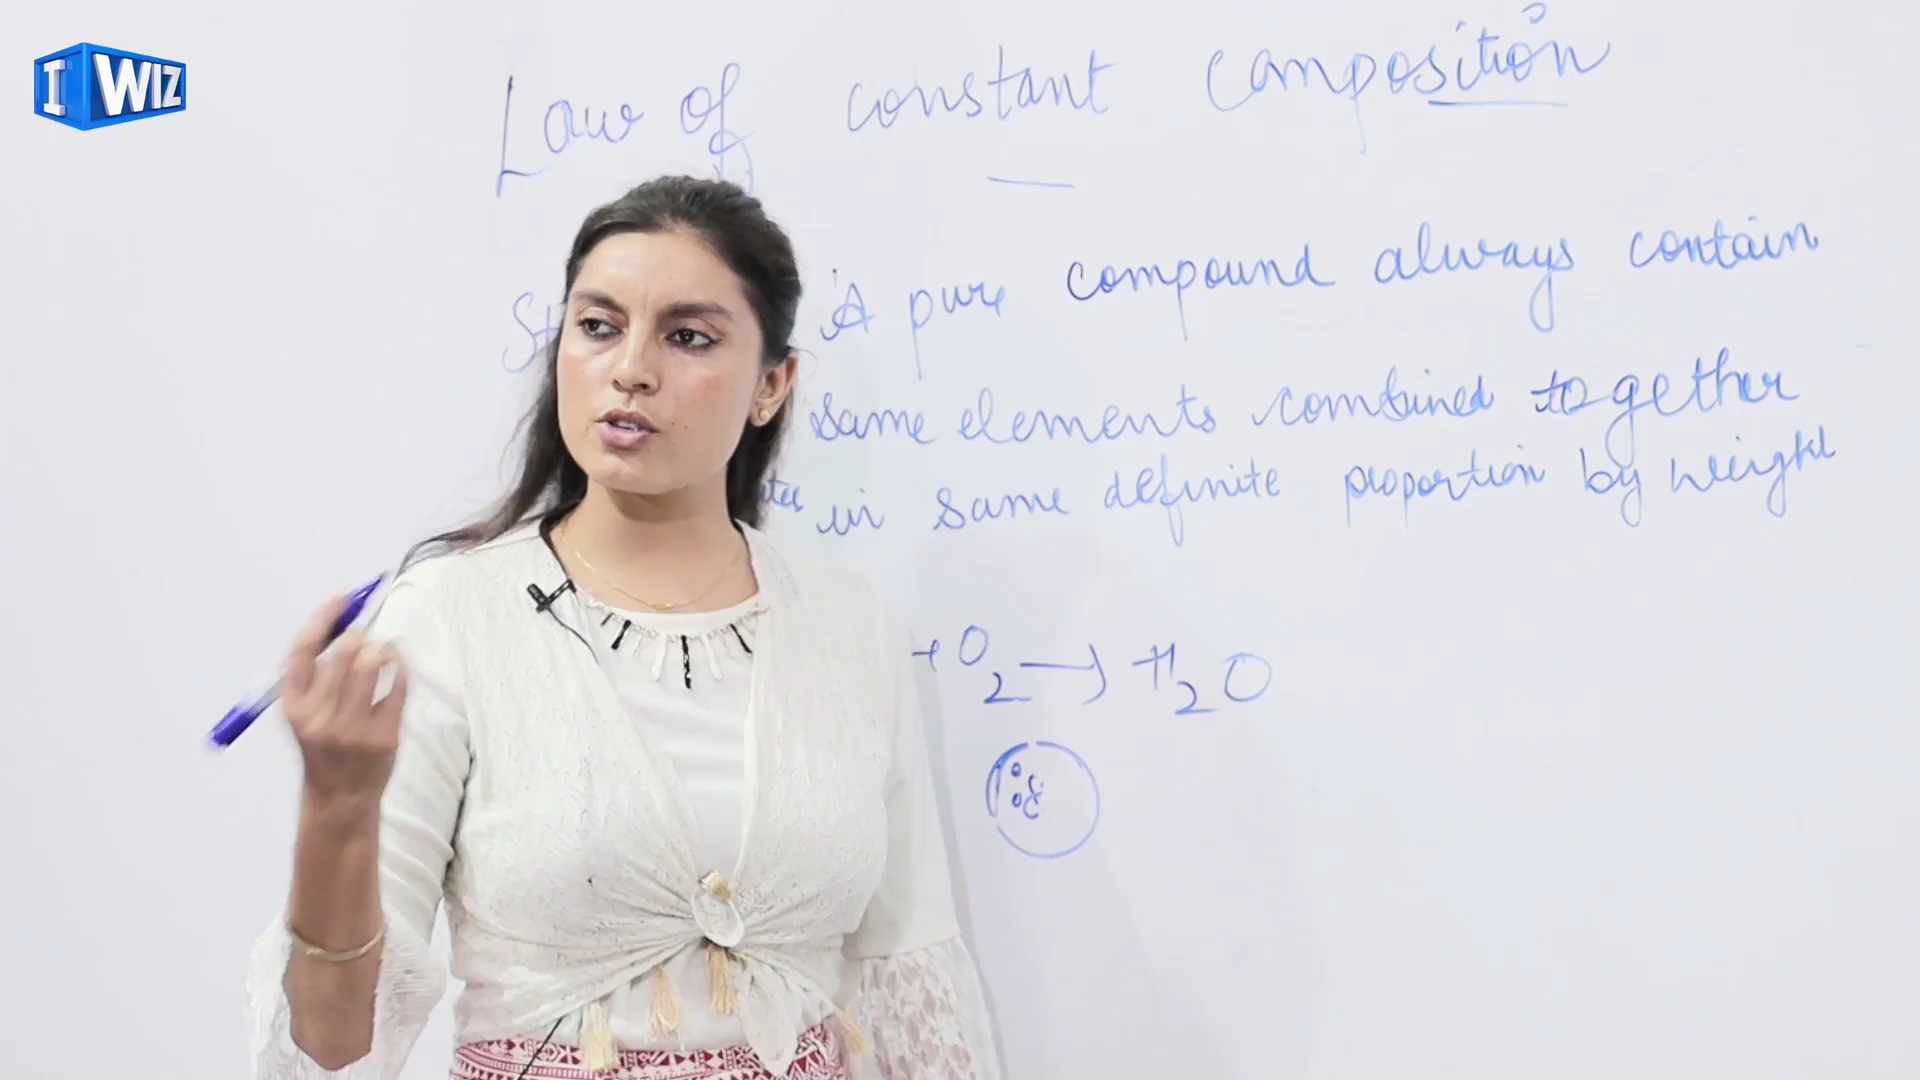 I WIZ
Law of constant composition
St
A pure compound always contain
same elements combined together
in same definite proportion by weight
+ O2 → H2O